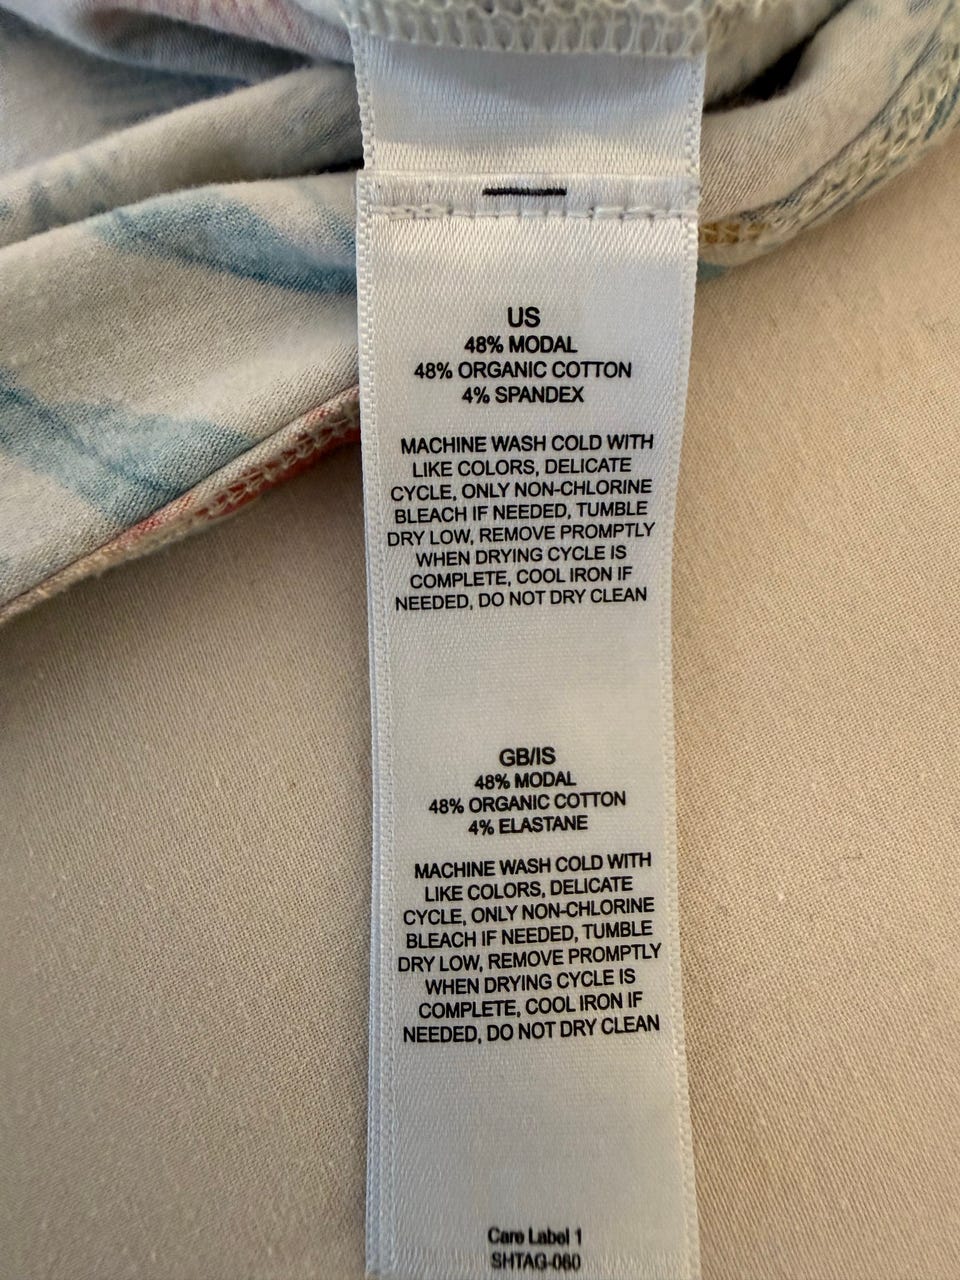 US
48% MODAL
48% ORGANIC COTTON
4% SPANDEX
MACHINE WASH COLD WITH
LIKE COLORS, DELICATE
CYCLE, ONLY NON-CHLORINE
BLEACH IF NEEDED, TUMBLE
DRY LOW, REMOVE PROMPTLY
WHEN DRYING CYCLE IS
COMPLETE, COOL IRON IF
NEEDED, DO NOT DRY CLEAN
GB/IS
48% MODAL
48% ORGANIC COTTON
4% ELASTANE
MACHINE WASH COLD WITH
LIKE COLORS, DELICATE
CYCLE, ONLY NON-CHLORINE
BLEACH IF NEEDED, TUMBLE
DRY LOW, REMOVE PROMPTLY
WHEN DRYING CYCLE IS
COMPLETE, COOL IRON IF
NEEDED, DO NOT DRY CLEAN
Care Label 1
SHTAG-060